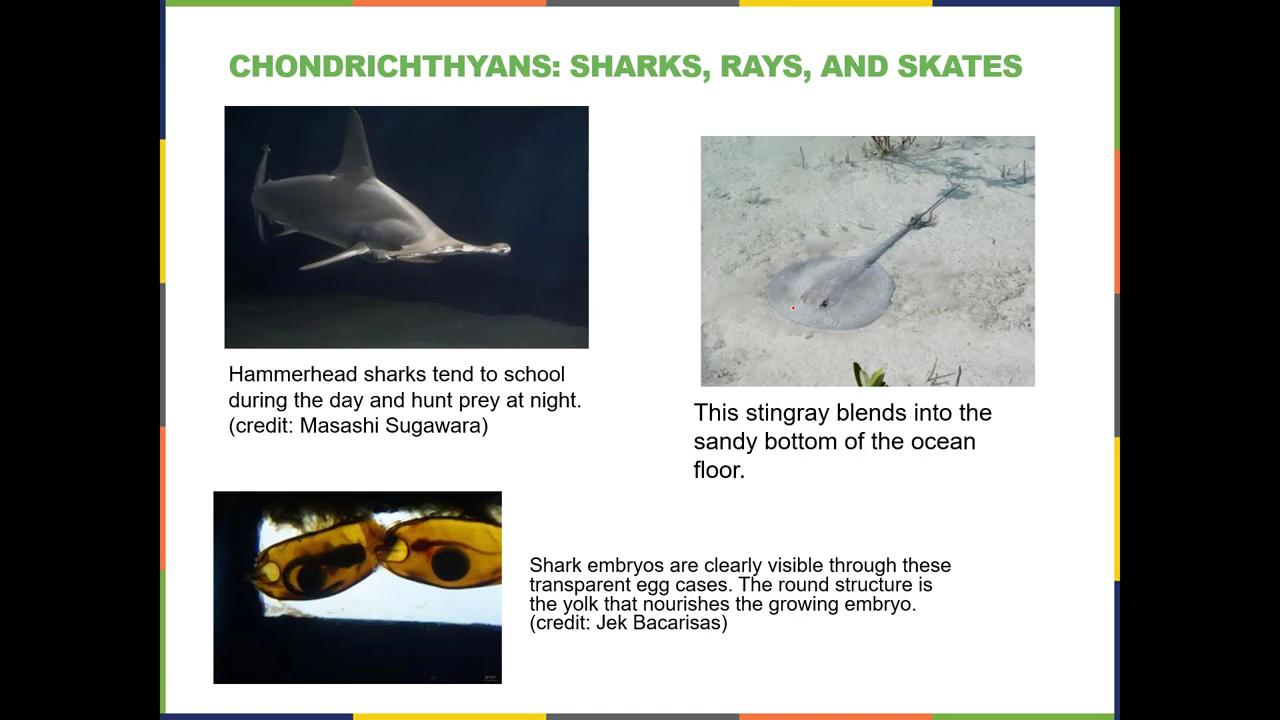 CHONDRICHTHYANS: SHARKS, RAYS, AND SKATES
Hammerhead sharks tend to school
during the day and hunt prey at night.
(credit: Masashi Sugawara)
This stingray blends into the
sandy bottom of the ocean
floor.
Shark embryos are clearly visible through these
transparent egg cases. The round structure is
the yolk that nourishes the growing embryo.
(credit: Jek Bacarisas)